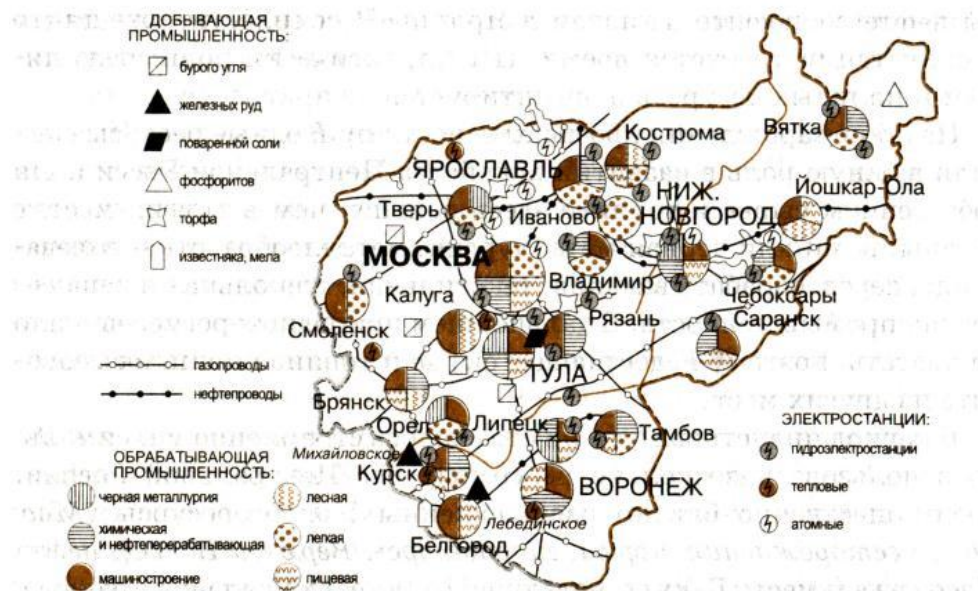 ДОБЫВАЮЩАЯ
ПРОМЫШЛЕННОСТЬ:
бурого угля
железных руд
поваренной соли
фосфоритов
торфа
известняка, мела
газопроводы
нефтепроводы
ОБРАБАТЫВАЮЩАЯ
ПРОМЫШЛЕННОСТЬ:
черная металлургия
химическая
и нефтеперерабатывающая
машиностроение
лесная
легкая
пищевая
ЭЛЕКТРОСТАНЦИИ:
гидроэлектростанции
тепловые
атомные
Кострома
Вятка
ЯРОСЛАВЛЬ
НИЖ.
НОВГОРОД
Йошкар-Ола
Тверь
Иваново
МОСКВА
Владимир
Чебоксары
Калуга
Рязань
Саранск
Смоленск
ТУЛА
Брянск
Орел
Липецк
Тамбов
Михайловское
Курск
ВОРОНЕЖ
Лебединское
Белгород